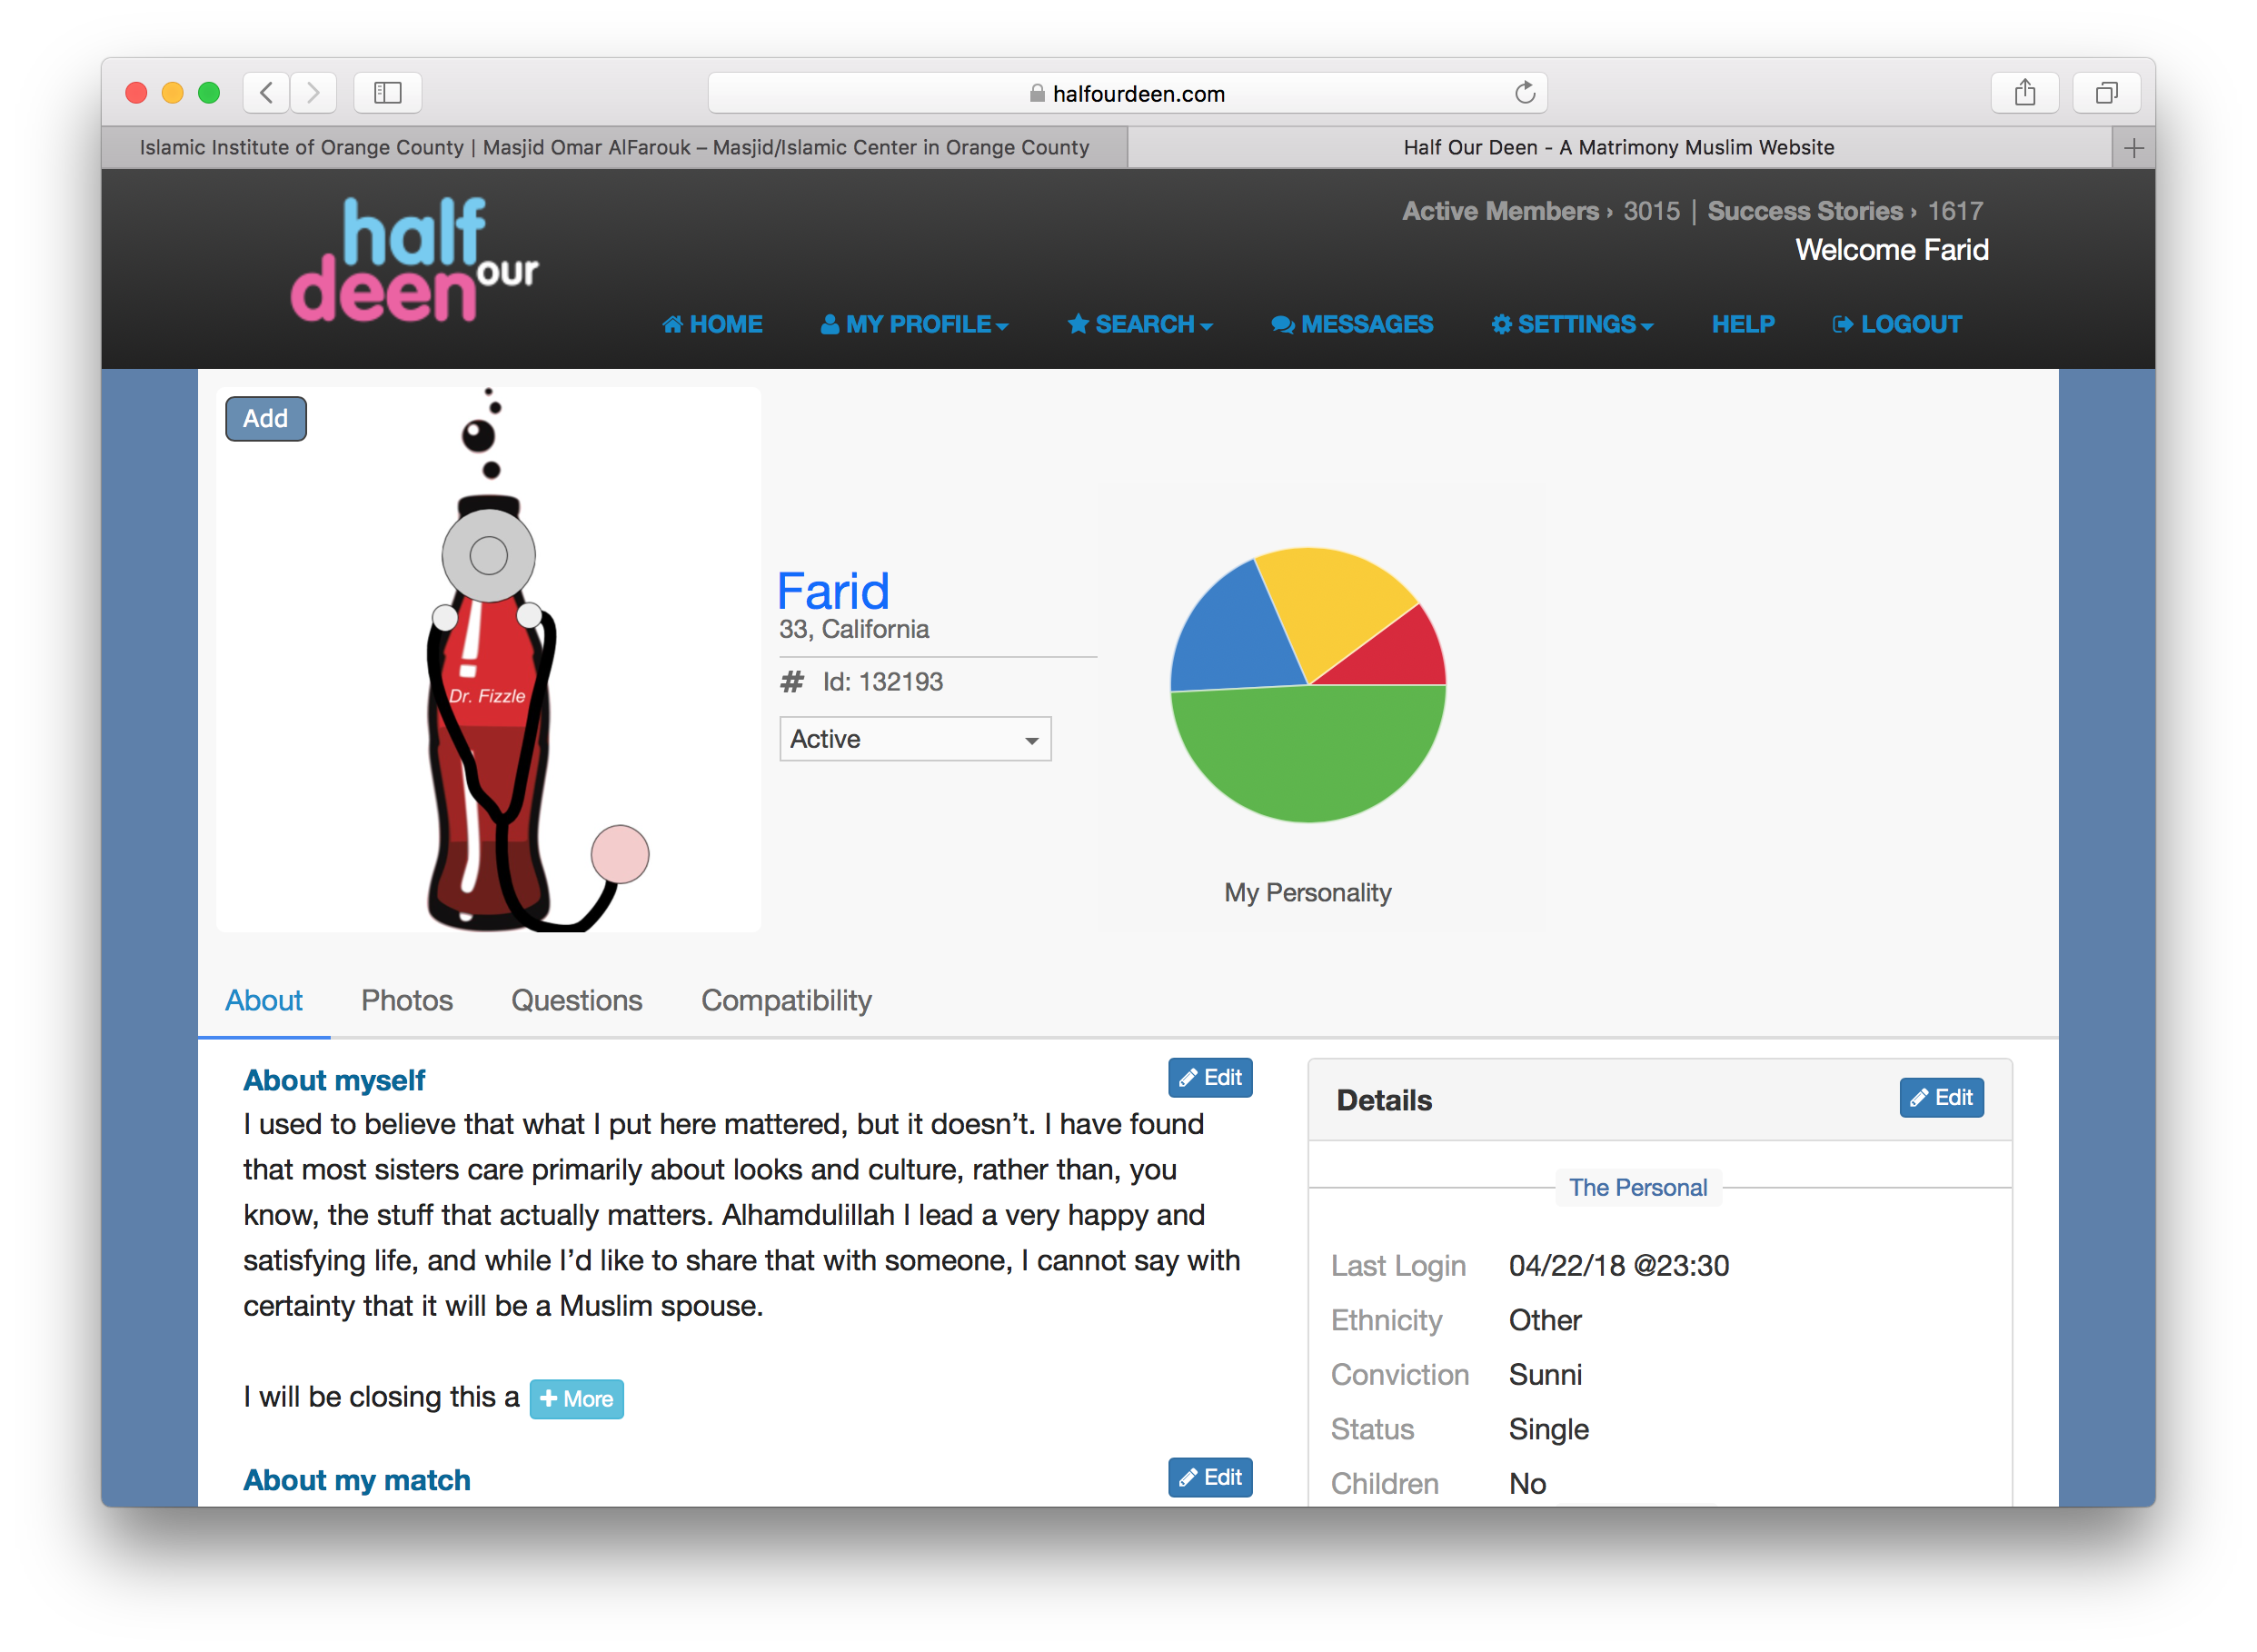 halfourdeen.com
Islamic Institute of Orange County | Masjid Omar AlFarouk – Masjid/Islamic Center in Orange County
Half Our Deen - A Matrimony Muslim Website
half
our
deen
Active Members › 3015 | Success Stories › 1617
Welcome Farid
HOME MY PROFILE SEARCH MESSAGES SETTINGS HELP LOGOUT
Add
Dr. Fizzle
Farid
33, California
# Id: 132193
Active
My Personality
About Photos Questions Compatibility
About myself
Edit
I used to believe that what I put here mattered, but it doesn’t. I have found
that most sisters care primarily about looks and culture, rather than, you
know, the stuff that actually matters. Alhamdulillah I lead a very happy and
satisfying life, and while I’d like to share that with someone, I cannot say with
certainty that it will be a Muslim spouse.
I will be closing this a + More
About my match
Edit
Details
Edit
The Personal
Last Login 04/22/18 @23:30
Ethnicity Other
Conviction Sunni
Status Single
Children No